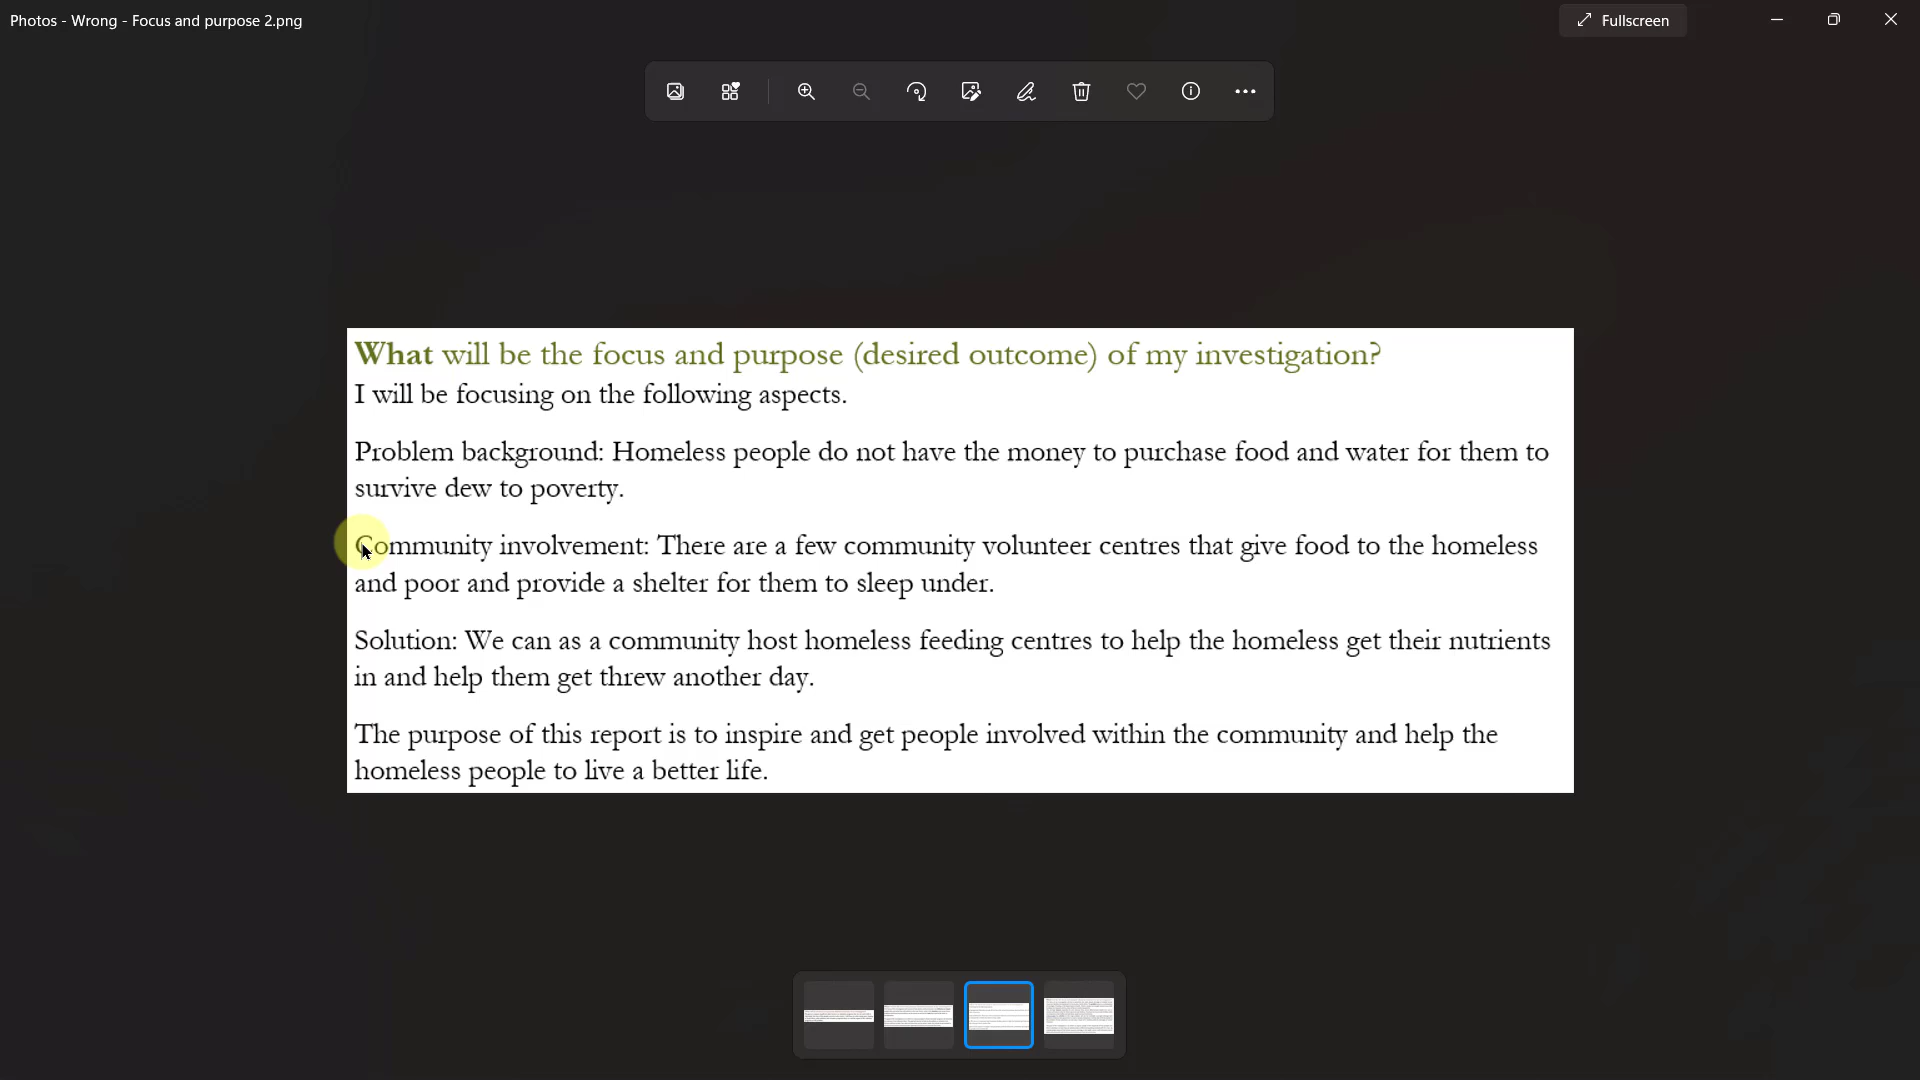 Photos - Wrong - Focus and purpose 2.png
Fullscreen
What will be the focus and purpose (desired outcome) of my investigation?
I will be focusing on the following aspects.
Problem background: Homeless people do not have the money to purchase food and water for them to
survive dew to poverty.
Community involvement: There are a few community volunteer centres that give food to the homeless
and poor and provide a shelter for them to sleep under.
Solution: We can as a community host homeless feeding centres to help the homeless get their nutrients
in and help them get threw another day.
The purpose of this report is to inspire and get people involved within the community and help the
homeless people to live a better life.